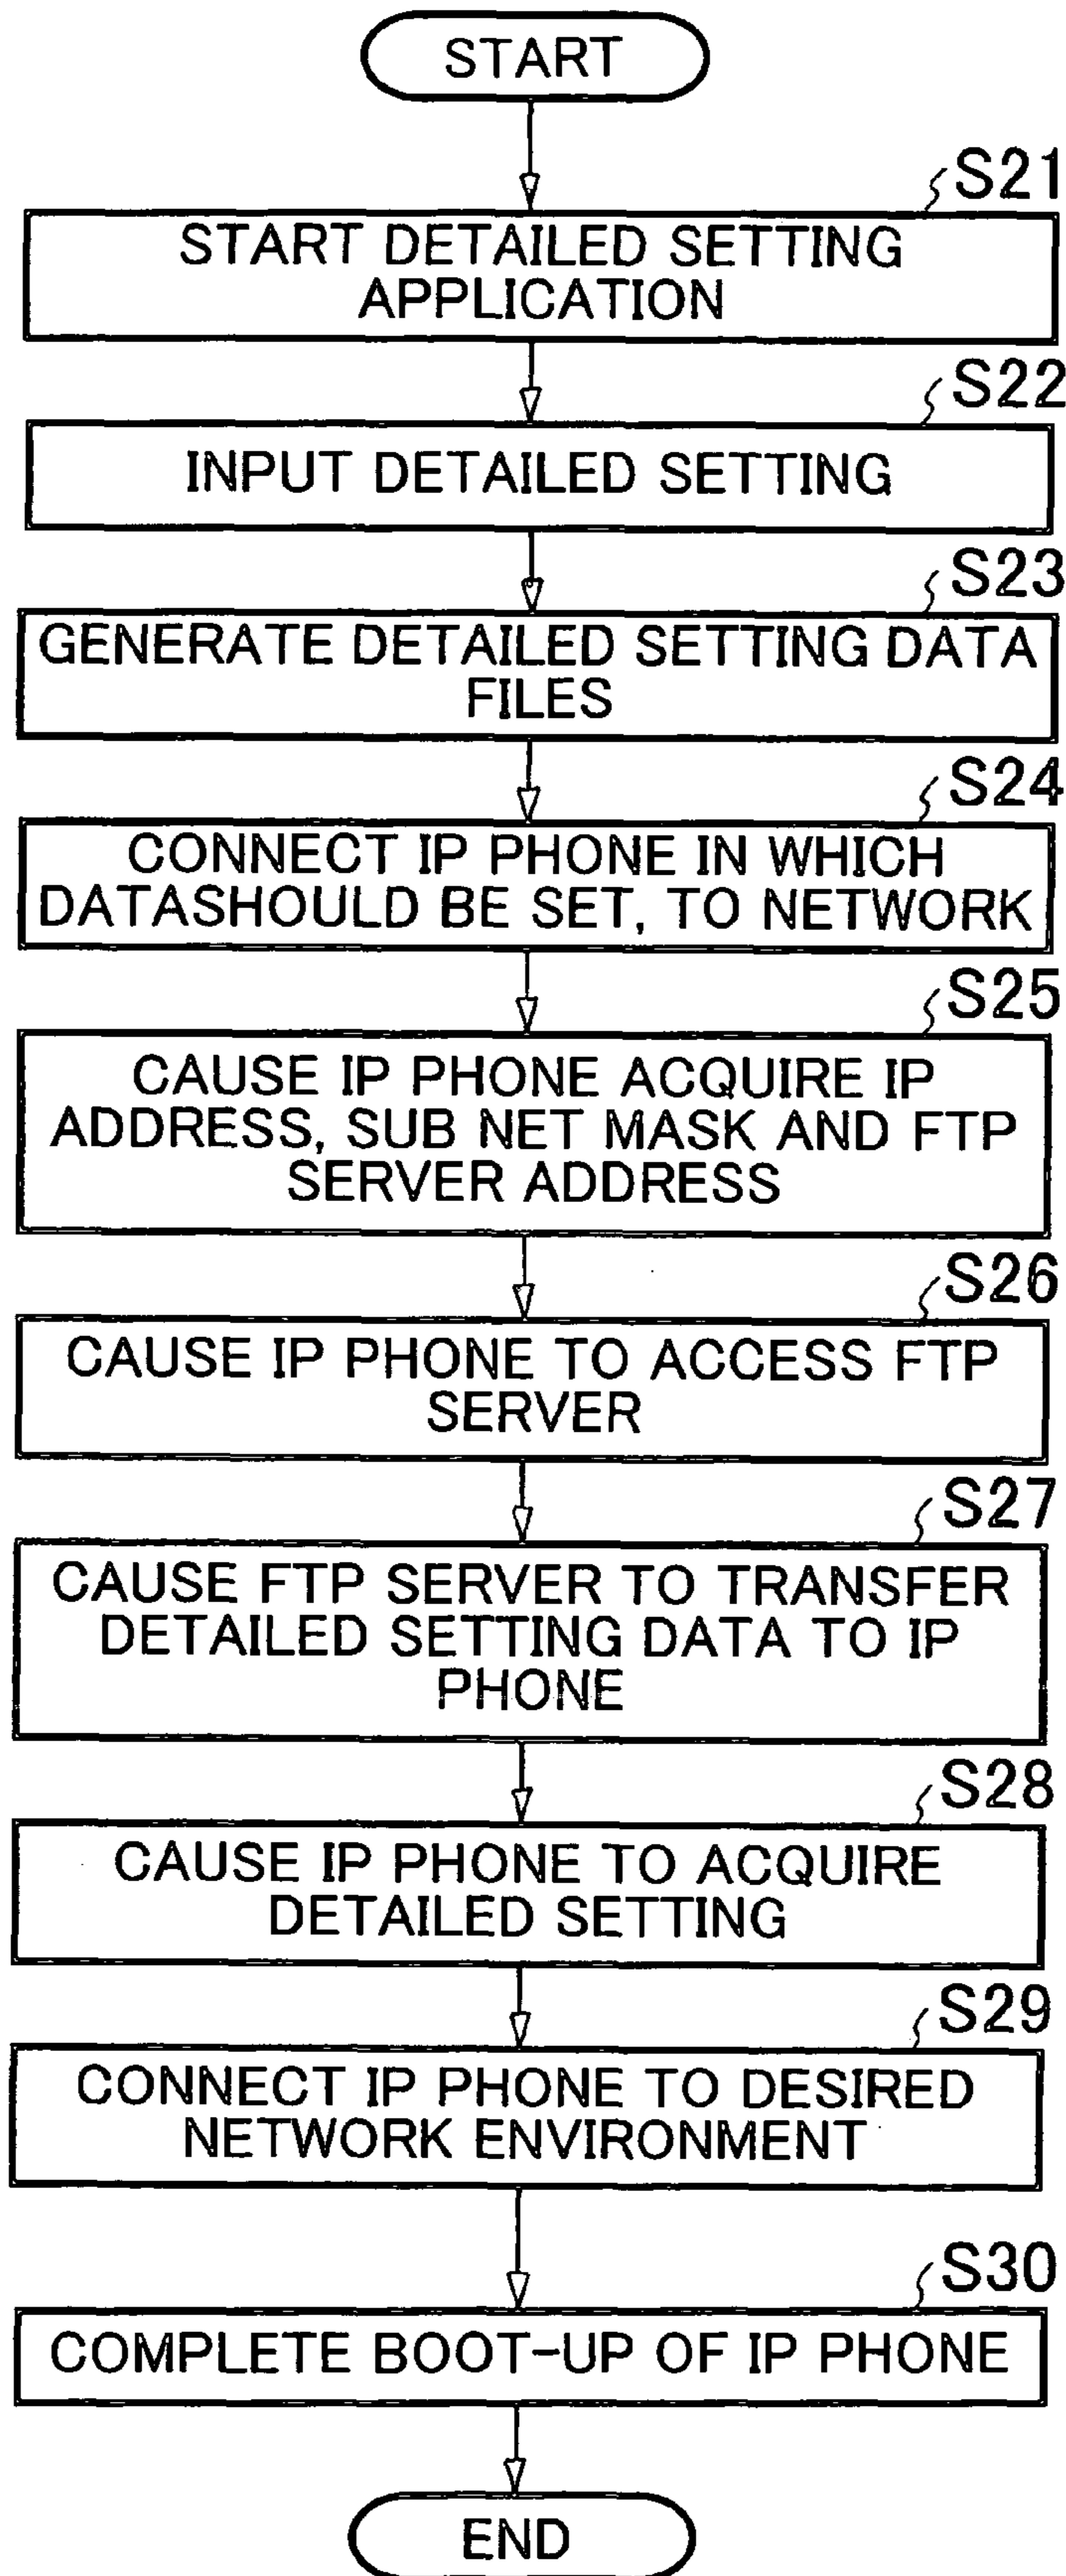 START
S21
START DETAILED SETTING
APPLICATION
S22
INPUT DETAILED SETTING
S23
GENERATE DETAILED SETTING DATA
FILES
S24
CONNECT IP PHONE IN WHICH
DATASHOULD BE SET, TO NETWORK
S25
CAUSE IP PHONE ACQUIRE IP
ADDRESS, SUB NET MASK AND FTP
SERVER ADDRESS
S26
CAUSE IP PHONE TO ACCESS FTP
SERVER
S27
CAUSE FTP SERVER TO TRANSFER
DETAILED SETTING DATA TO IP
PHONE
S28
CAUSE IP PHONE TO ACQUIRE
DETAILED SETTING
S29
CONNECT IP PHONE TO DESIRED
NETWORK ENVIRONMENT
S30
COMPLETE BOOT-UP OF IP PHONE
END